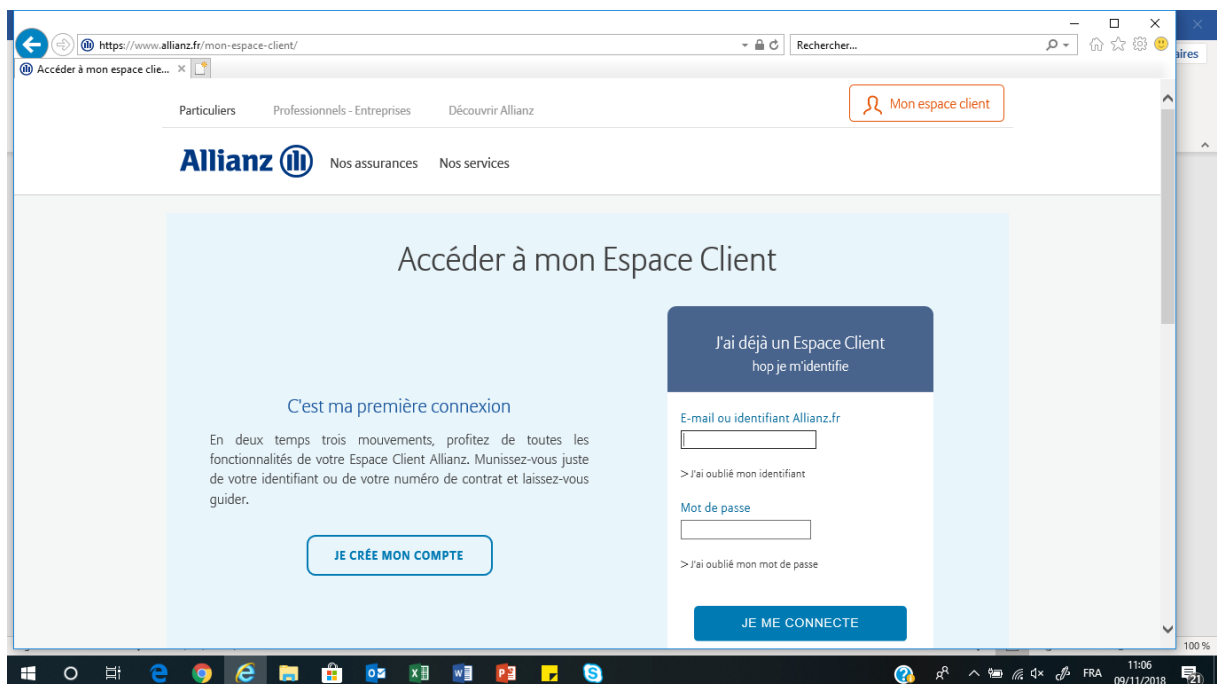 https://www.allianz.fr/mon-espace-client/
Rechercher...
aires
Accéder à mon espace clie...
Particuliers
Professionnels - Entreprises
Découvrir Allianz
Mon espace client
Allianz
Nos assurances
Nos services
Accéder à mon Espace Client
J'ai déjà un Espace Client
hop je m'identifie
C'est ma première connexion
En deux temps trois mouvements, profitez de toutes les
fonctionnalités de votre Espace Client Allianz. Munissez-vous juste
de votre identifiant ou de votre numéro de contrat et laissez-vous
guider.
JE CRÉE MON COMPTE
E-mail ou identifiant Allianz.fr
> J'ai oublié mon identifiant
Mot de passe
> J'ai oublié mon mot de passe
JE ME CONNECTE
100 %
FRA
11:06
09/11/2018
21